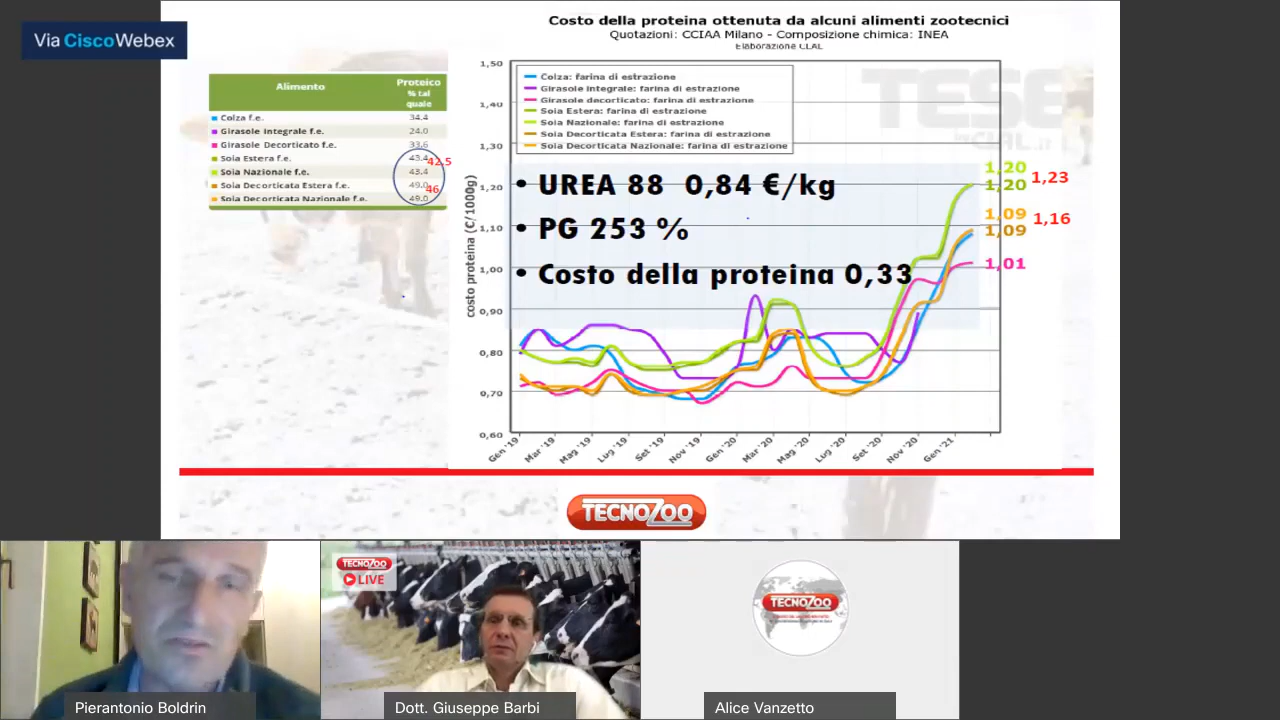 Via Cisco Webex
Costo della proteina ottenuta da alcuni alimenti zootecnici
Quotazioni: CCIAA Milano - Composizione chimica: INEA
Elaborazione CLAL
Alimento
Proteico
% tal
quale
Colza f.e. 34.4
Girasole Integrale f.e. 24.0
Girasole Decorticato f.e. 33.6
Soia Estera f.e. 43.4
42,5
Soia Nazionale f.e. 43.4
Soia Decorticata Estera f.e. 49.0
46
Soia Decorticata Nazionale f.e. 49.0
costo proteina (€/1000g)
1,50
1,40
1,30
1,20
1,10
1,00
0,90
0,80
0,70
0,60
Colza: farina di estrazione
Girasole integrale: farina di estrazione
Girasole decorticato: farina di estrazione
Soia Estera: farina di estrazione
Soia Nazionale: farina di estrazione
Soia Decorticata Estera: farina di estrazione
Soia Decorticata Nazionale: farina di estrazione
TESE
CLAL.it
• UREA 88 0,84 €/kg
• PG 253 %
• Costo della proteina 0,33
1,20
1,20
1,23
1,09
1,09
1,16
1,01
Gen '19
Mar '19
Mag '19
Lug '19
Set '19
Nov '19
Gen '20
Mar '20
Mag '20
Lug '20
Set '20
Nov '20
Gen '21
TECNOZOO
TECNOZOO
LIVE
TECNOZOO
Pierantonio Boldrin
Dott. Giuseppe Barbi
Alice Vanzetto